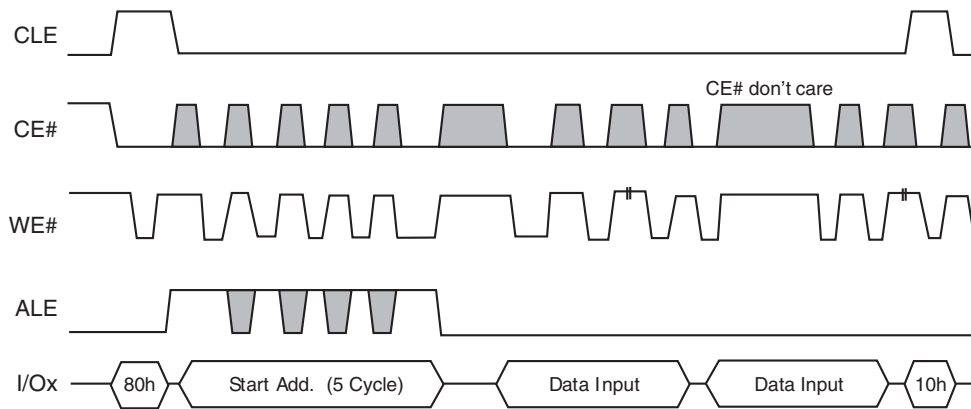 CLE
CE# don't care
CE#
WE#
ALE
I/Ox 80h Start Add. (5 Cycle) Data Input Data Input 10h